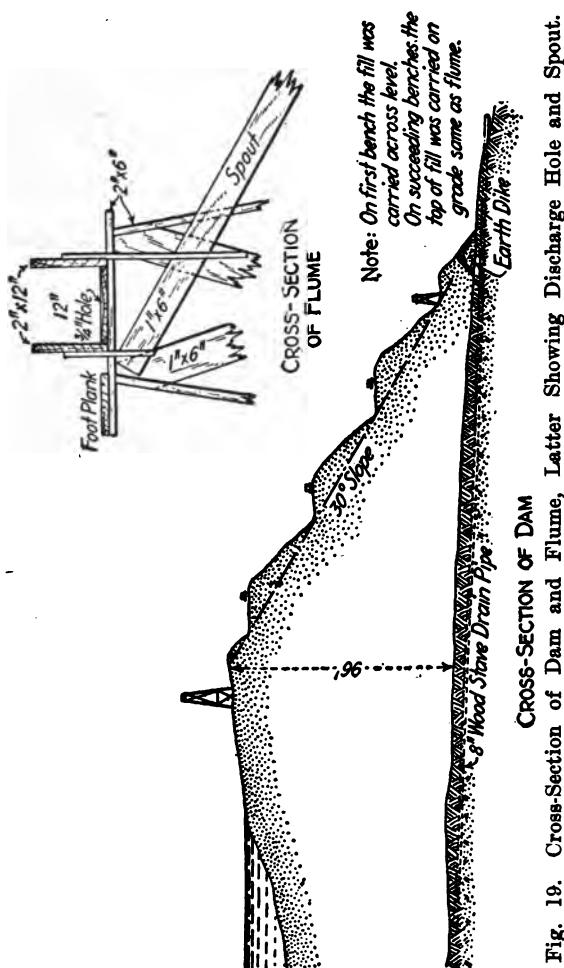 2"x12"
12"
3/4" Hole
Foot Plank
2"x6"
1"x6"
1"x6"
Spout
CROSS-SECTION
OF FLUME
Note: On first bench the fill was
carried across level.
On succeeding benches the
top of fill was carried on
grade same as flume.
30° Slope
96'
Earth Dike
8" Wood Stave Drain Pipe
CROSS-SECTION OF DAM
Fig. 19. Cross-Section of Dam and Flume, Latter Showing Discharge Hole and Spout.